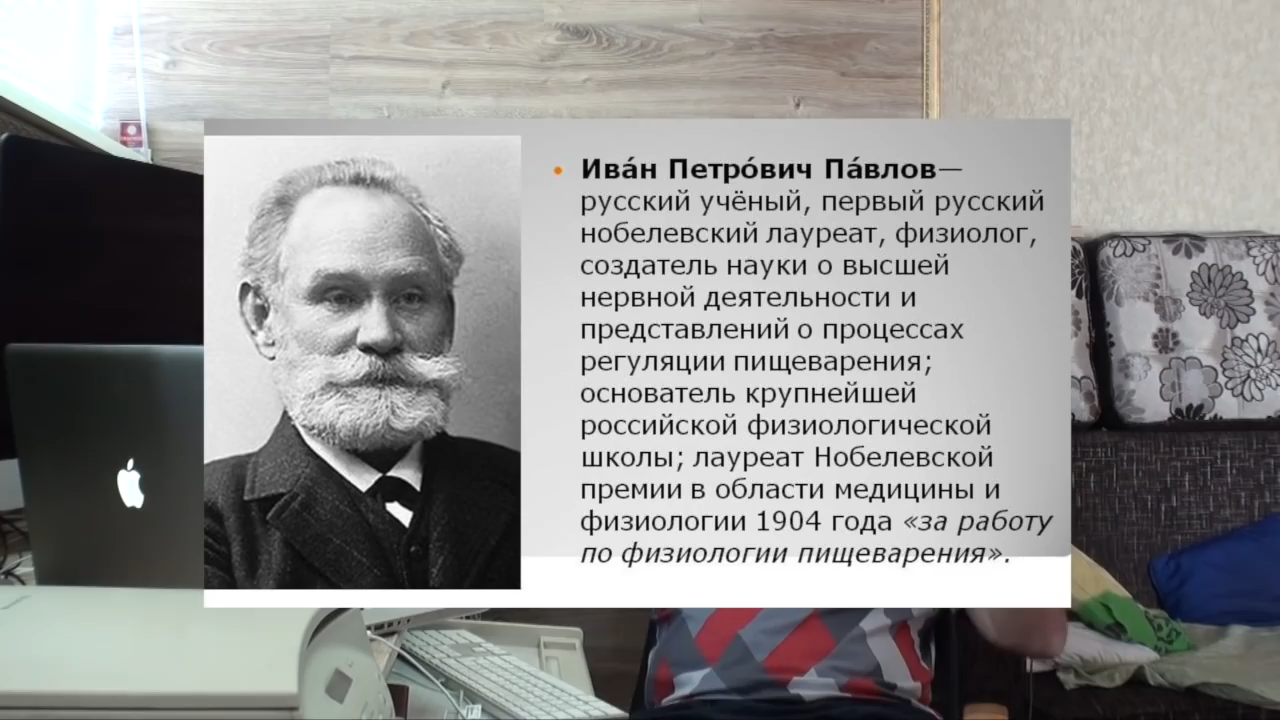 Ива́н Петро́вич Па́влов—
русский учёный, первый русский
нобелевский лауреат, физиолог,
создатель науки о высшей
нервной деятельности и
представлений о процессах
регуляции пищеварения;
основатель крупнейшей
российской физиологической
школы; лауреат Нобелевской
премии в области медицины и
физиологии 1904 года «за работу
по физиологии пищеварения».